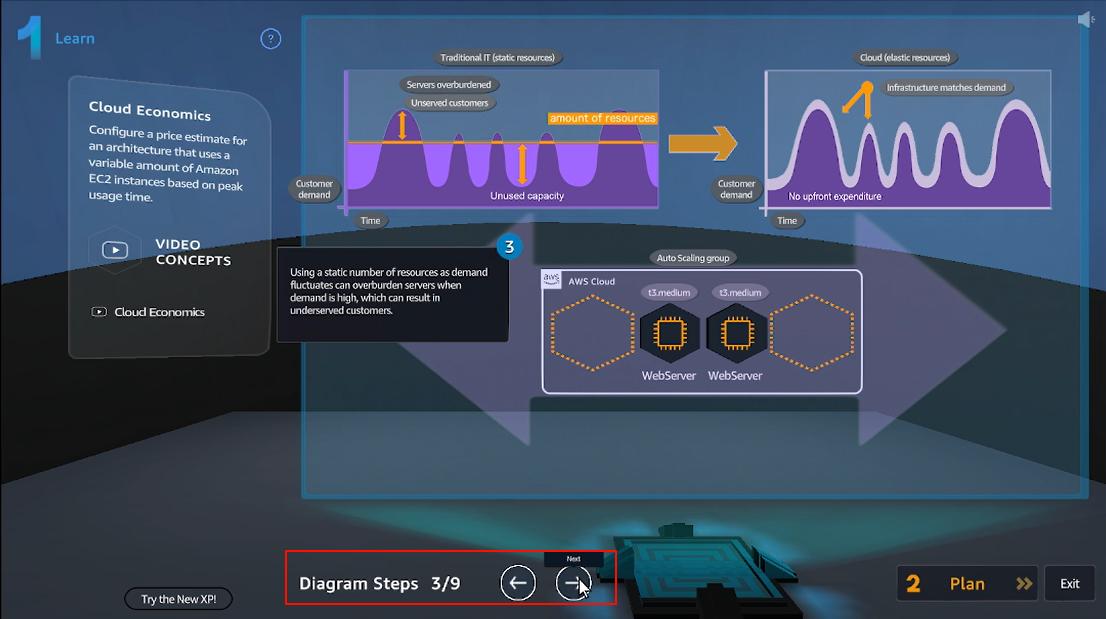 1
Learn
?
Cloud Economics
Configure a price estimate for
an architecture that uses a
variable amount of Amazon
EC2 instances based on peak
usage time.
VIDEO
CONCEPTS
Cloud Economics
Traditional IT (static resources)
Servers overburdened
Unserved customers
amount of resources
Customer
demand
Unused capacity
Time
Cloud (elastic resources)
Infrastructure matches demand
Customer
demand
No upfront expenditure
Time
3
Using a static number of resources as demand
fluctuates can overburden servers when
demand is high, which can result in
underserved customers.
Auto Scaling group
aws
AWS Cloud
t3.medium
t3.medium
WebServer
WebServer
Next
Diagram Steps 3/9
Try the New XP!
2 Plan
Exit